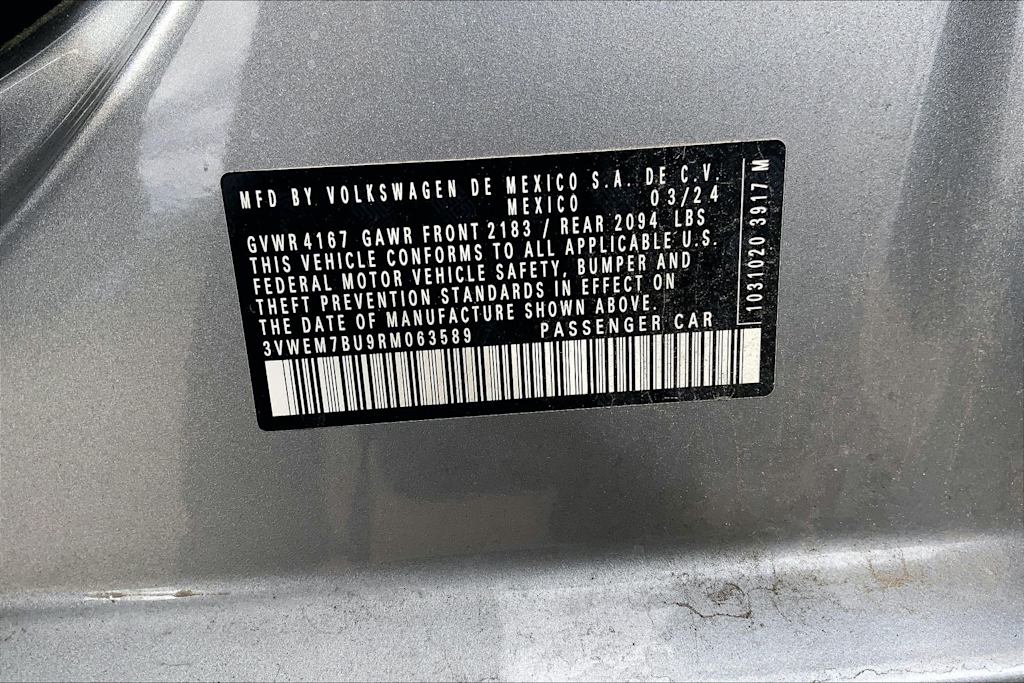 MFD BY VOLKSWAGEN DE MEXICO S.A. DE C.V.
MEXICO 03/24
GVWR 4167 GAWR FRONT 2183 / REAR 2094 LBS
THIS VEHICLE CONFORMS TO ALL APPLICABLE U.S.
FEDERAL MOTOR VEHICLE SAFETY, BUMPER AND
THEFT PREVENTION STANDARDS IN EFFECT ON
THE DATE OF MANUFACTURE SHOWN ABOVE.
3VWEM7BU9RM063589 PASSENGER CAR
1031020 3917 M